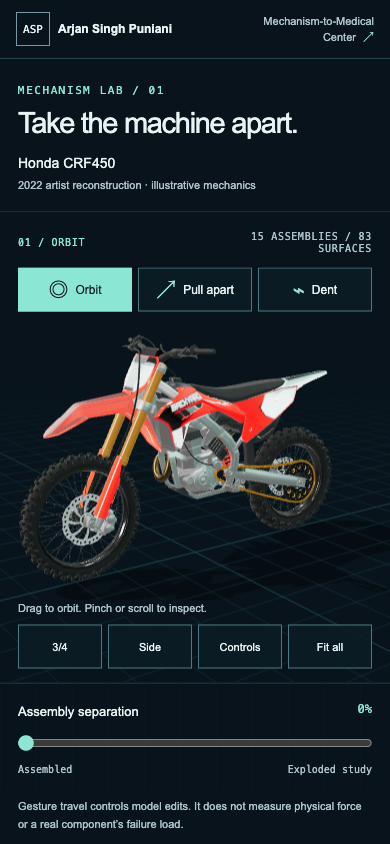 ASP Arjan Singh Puniani
Mechanism-to-Medical
Center ↗
MECHANISM LAB / 01
Take the machine apart.
Honda CRF450
2022 artist reconstruction · illustrative mechanics
01 / ORBIT
15 ASSEMBLIES / 83
SURFACES
Orbit
Pull apart
Dent
Drag to orbit. Pinch or scroll to inspect.
3/4
Side
Controls
Fit all
Assembly separation
0%
Assembled
Exploded study
Gesture travel controls model edits. It does not measure physical force
or a real component's failure load.